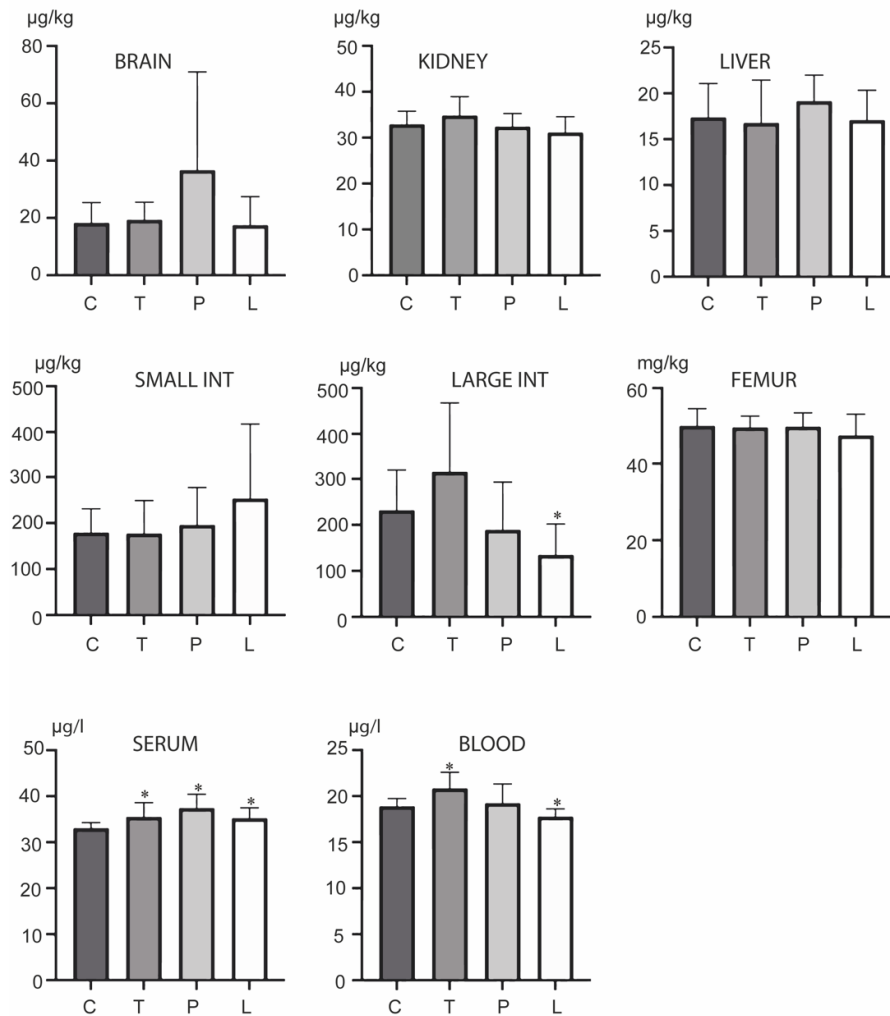 µg/kg
BRAIN
80
60
40
20
0
C T P L
µg/kg
KIDNEY
50
40
30
20
10
0
C T P L
µg/kg
LIVER
25
20
15
10
5
0
C T P L
µg/kg
SMALL INT
500
400
300
200
100
0
C T P L
µg/kg
LARGE INT
500
400
300
200
100
0
*
C T P L
mg/kg
FEMUR
60
40
20
0
C T P L
µg/l
SERUM
50
40
30
20
10
0
* * *
C T P L
µg/l
BLOOD
25
20
15
10
5
0
* *
C T P L